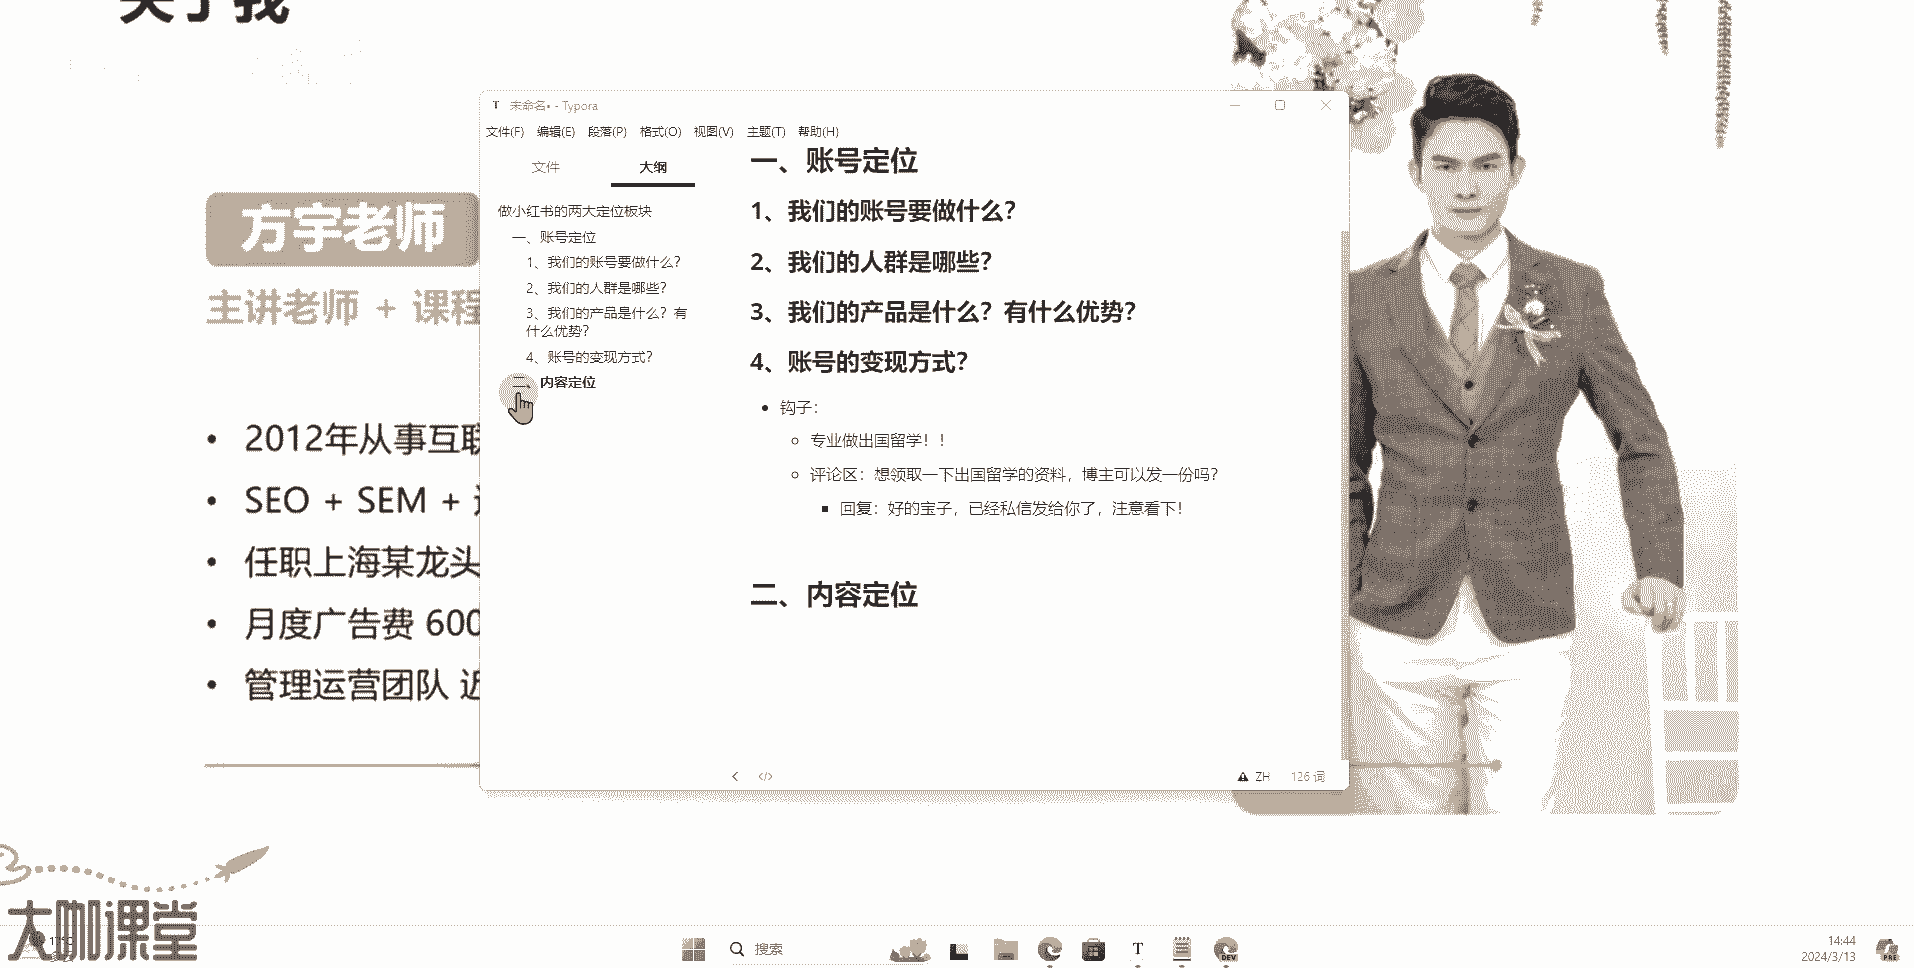 关于我
未命名• - Typora
文件(F) 编辑(E) 段落(P) 格式(O) 视图(V) 主题(T) 帮助(H)
文件 大纲
做小红书的两大定位板块
一、账号定位
1、我们的账号要做什么?
2、我们的人群是哪些?
3、我们的产品是什么?有
什么优势?
4、账号的变现方式?
二、内容定位
一、账号定位
1、我们的账号要做什么?
2、我们的人群是哪些?
3、我们的产品是什么?有什么优势?
4、账号的变现方式?
钩子:
专业做出国留学!!
评论区:想领取一下出国留学的资料,博主可以发一份吗?
回复:好的宝子,已经私信发给你了,注意看下!
二、内容定位
ZH 126 词
方宇老师
主讲老师 + 课程
• 2012年从事互联
• SEO + SEM +
• 任职上海某龙头
• 月度广告费 600
• 管理运营团队 近
大咖课堂
17°C
搜索
T
DEV
14:44
2024/3/13
PRE